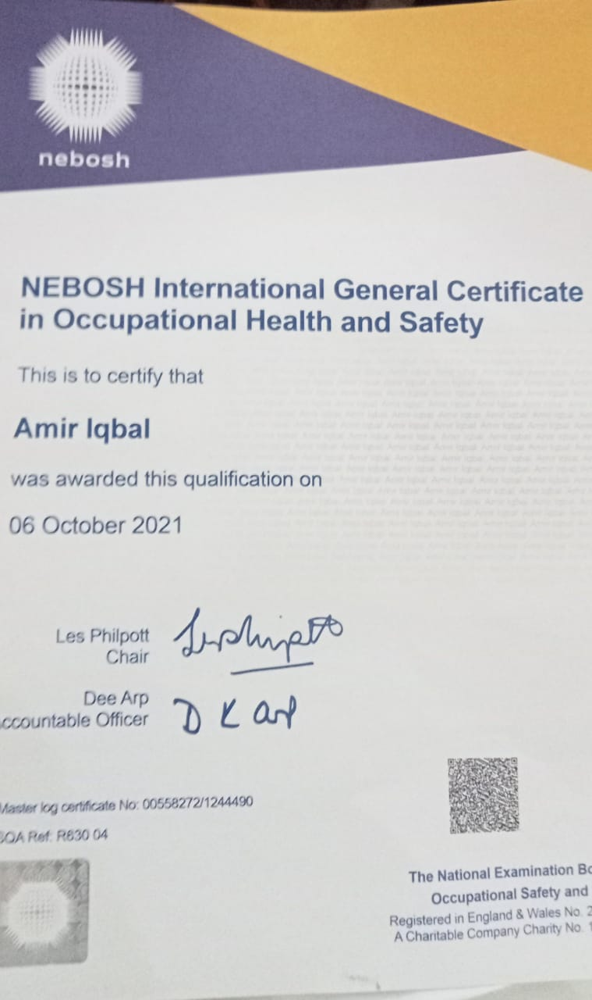 nebosh
NEBOSH International General Certificate
in Occupational Health and Safety
This is to certify that
Amir Iqbal
was awarded this qualification on
06 October 2021
Les Philpott
Chair
Dee Arp
ccountable Officer
D K Arp
Master log certificate No: 00558272/1244490
SQA Ref: R630 04
The National Examination Bo
Occupational Safety and
Registered in England & Wales No. 2
A Charitable Company Charity No. 1